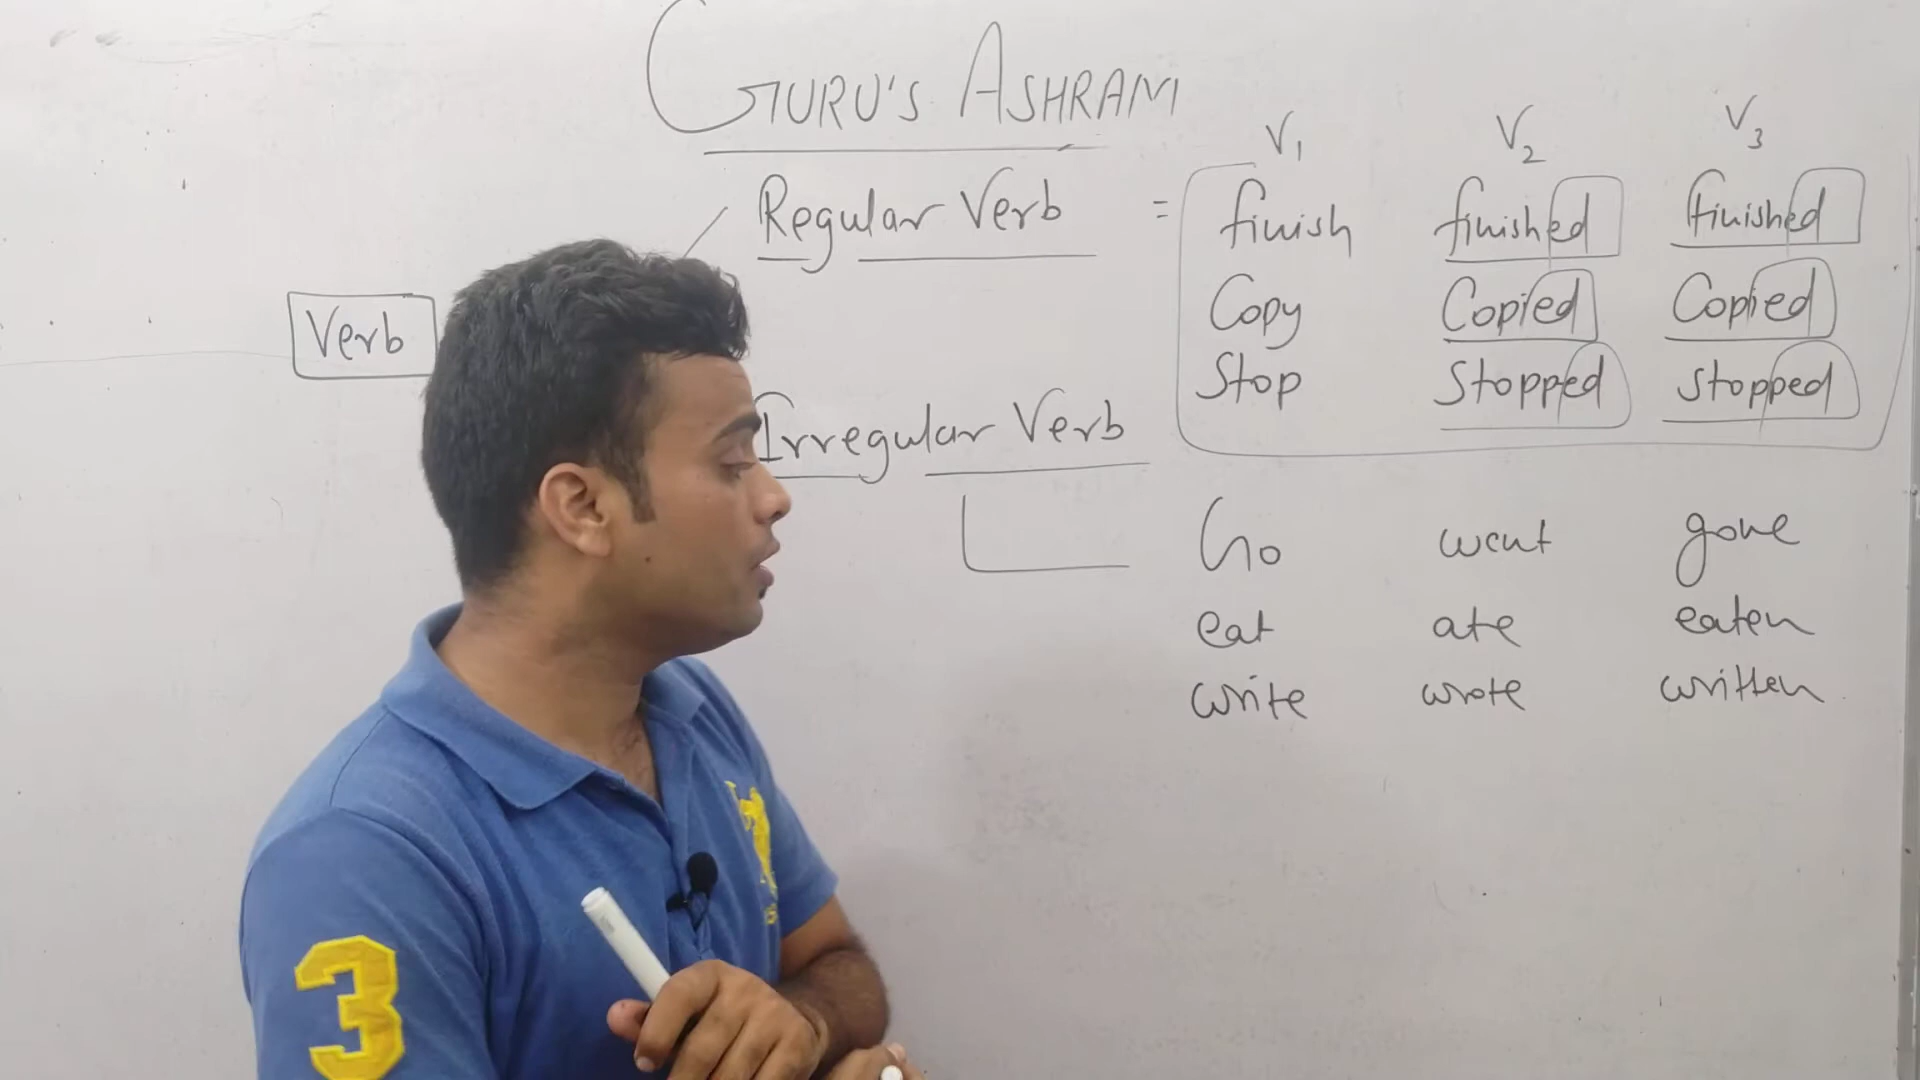 GURU'S ASHRAM
V1 V2 V3
Regular Verb = finish finished finished
Copy Copied Copied
Verb
Stop Stopped stopped
Irregular Verb
Go went gone
eat ate eaten
write wrote written
3